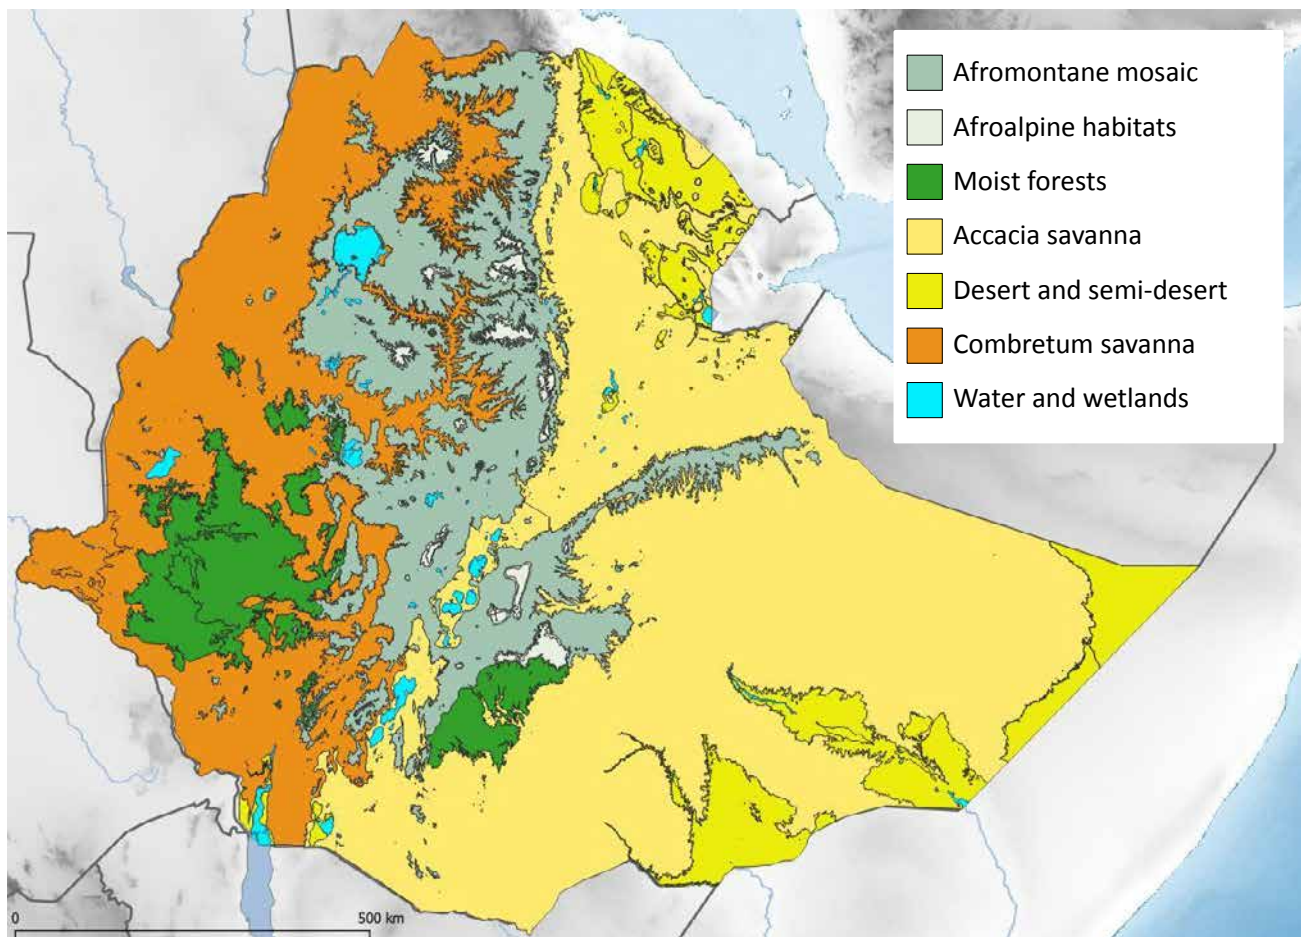 Afromontane mosaic
Afroalpine habitats
Moist forests
Accacia savanna
Desert and semi-desert
Combretum savanna
Water and wetlands
0 500 km